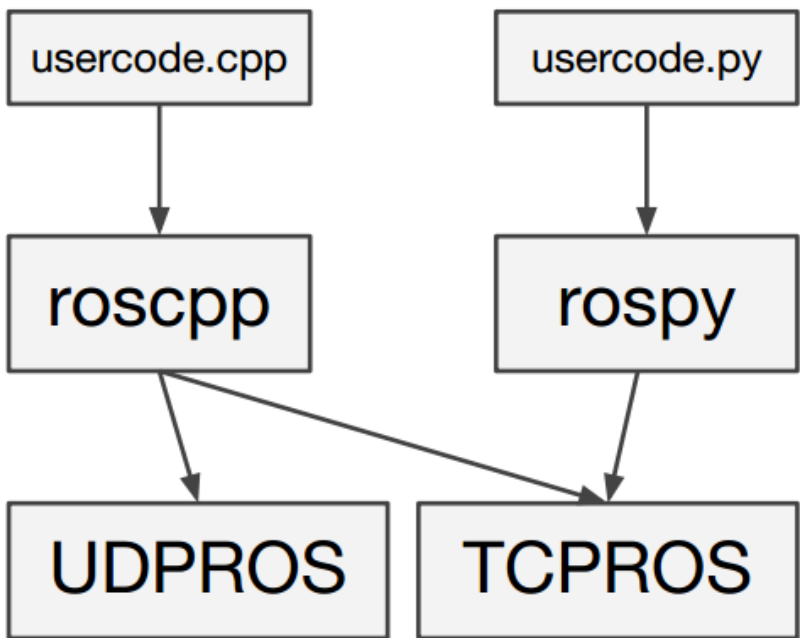 usercode.cpp
usercode.py
roscpp
rospy
UDPROS
TCPROS